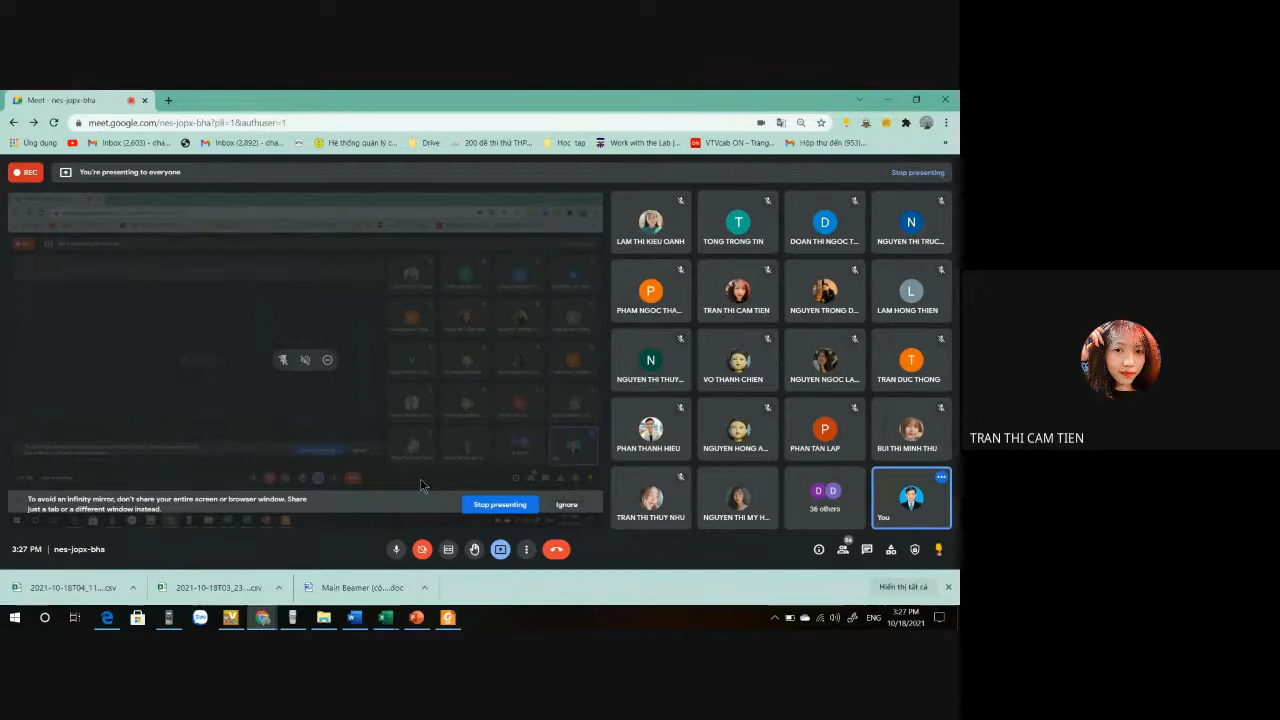 Meet - nes-jopx-bha
meet.google.com/nes-jopx-bha?pli=1&authuser=1
Ứng dụng
Inbox (2,603) - dha...
Inbox (2,892) - dha...
Hệ thống quản lý c...
Drive
200 đề thi thử THP...
Học tập
Work with the Lab |...
ON
VTVcab ON - Trang...
Hộp thư đến (953)...
»
REC
You're presenting to everyone
Stop presenting
LAM THI KIEU OANH
T
TONG TRONG TIN
D
DOAN THI NGOC T...
N
NGUYEN THI TRUC...
P
PHAM NGOC THA...
TRAN THI CAM TIEN
NGUYEN TRONG D...
L
LAM HONG THIEN
N
NGUYEN THI THUY...
VO THANH CHIEN
NGUYEN NGOC LA...
T
TRAN DUC THONG
PHAN THANH HIEU
NGUYEN HONG A...
P
PHAN TAN LAP
BUI THI MINH THU
TRAN THI THUY NHU
NGUYEN THI MY H...
D D
36 others
You
To avoid an infinity mirror, don't share your entire screen or browser window. Share
just a tab or a different window instead.
Stop presenting
Ignore
TRAN THI CAM TIEN
3:27 PM | nes-jopx-bha
56
2021-10-18T04_11....csv
2021-10-18T03_23....csv
Main Beamer (có....doc
Hiển thị tất cả
Zalo
ENG
3:27 PM
10/18/2021